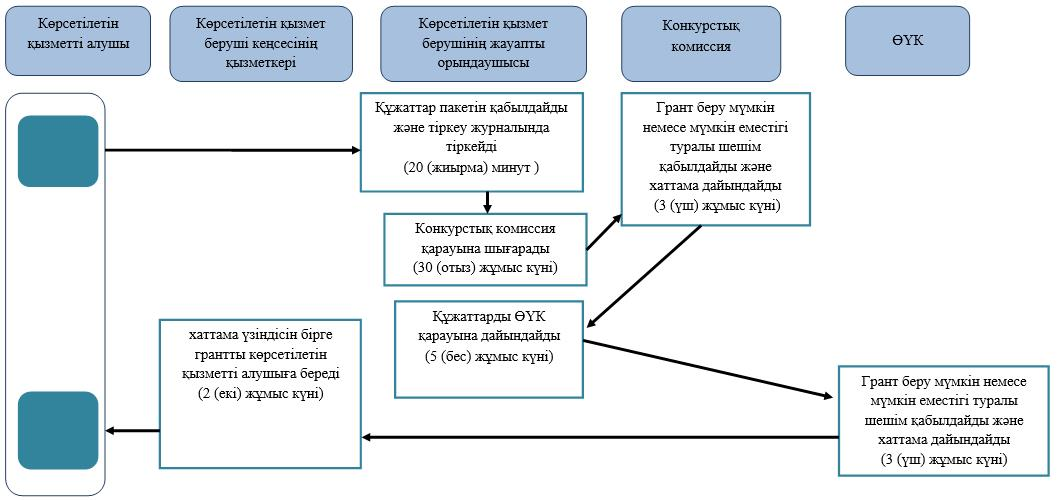 Көрсетілетін
қызметті алушы
Көрсетілетін қызмет
беруші кеңсесінің
қызметкері
Көрсетілетін қызмет
берушінің жауапты
орындаушысы
Конкурстық
комиссия
ӨҮК
Құжаттар пакетін қабылдайды
және тіркеу журналында
тіркейді
(20 (жиырма) минут )
Грант беру мүмкін
немесе мүмкін еместігі
туралы шешім
қабылдайды және
хаттама дайындайды
(3 (үш) жұмыс күні)
Конкурстық комиссия
қарауына шығарады
(30 (отыз) жұмыс күні)
Құжаттарды ӨҮК
қарауына дайындайды
(5 (бес) жұмыс күні)
хаттама үзіндісін бірге
грантты көрсетілетін
қызметті алушыға береді
(2 (екі) жұмыс күні)
Грант беру мүмкін немесе
мүмкін еместігі туралы
шешім қабылдайды және
хаттама дайындайды
(3 (үш) жұмыс күні)